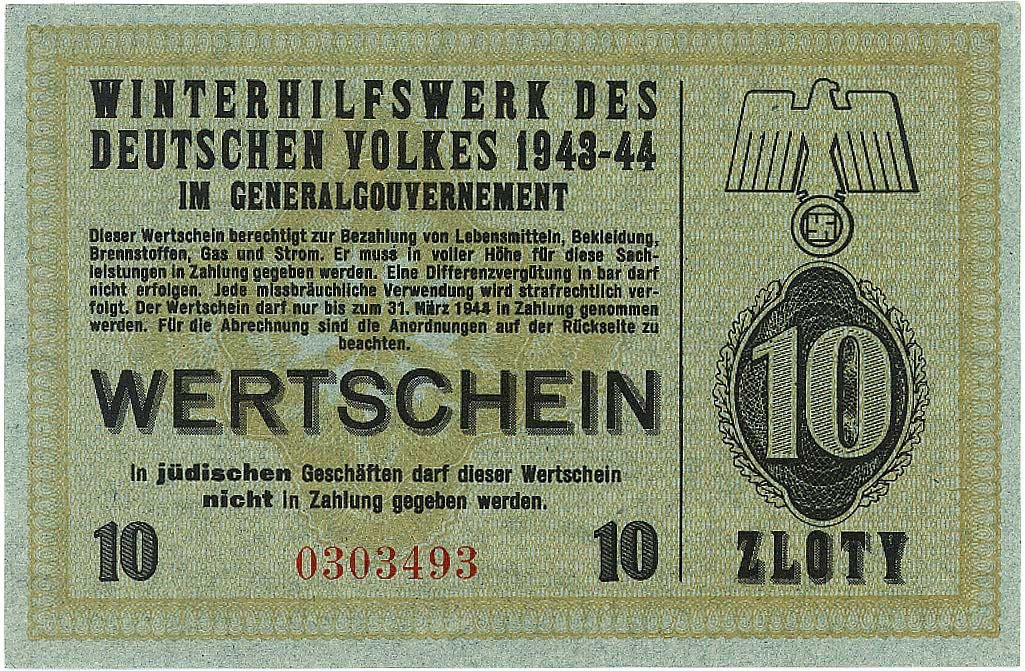 WINTERHILFSWERK DES
DEUTSCHEN VOLKES 1943-44
IM GENERALGOUVERNEMENT
Dieser Wertschein berechtigt zur Bezahlung von Lebensmitteln, Bekleidung,
Brennstoffen, Gas und Strom. Er muss in voller Höhe für diese Sach-
leistungen in Zahlung gegeben werden. Eine Differenzvergütung in bar darf
nicht erfolgen. Jede missbräuchliche Verwendung wird strafrechtlich ver-
folgt. Der Wertschein darf nur bis zum 31. März 1944 in Zahlung genommen
werden. Für die Abrechnung sind die Anordnungen auf der Rückseite zu
beachten.
WERTSCHEIN
In jüdischen Geschäften darf dieser Wertschein
nicht in Zahlung gegeben werden.
10 0303493 10
10
ZLOTY